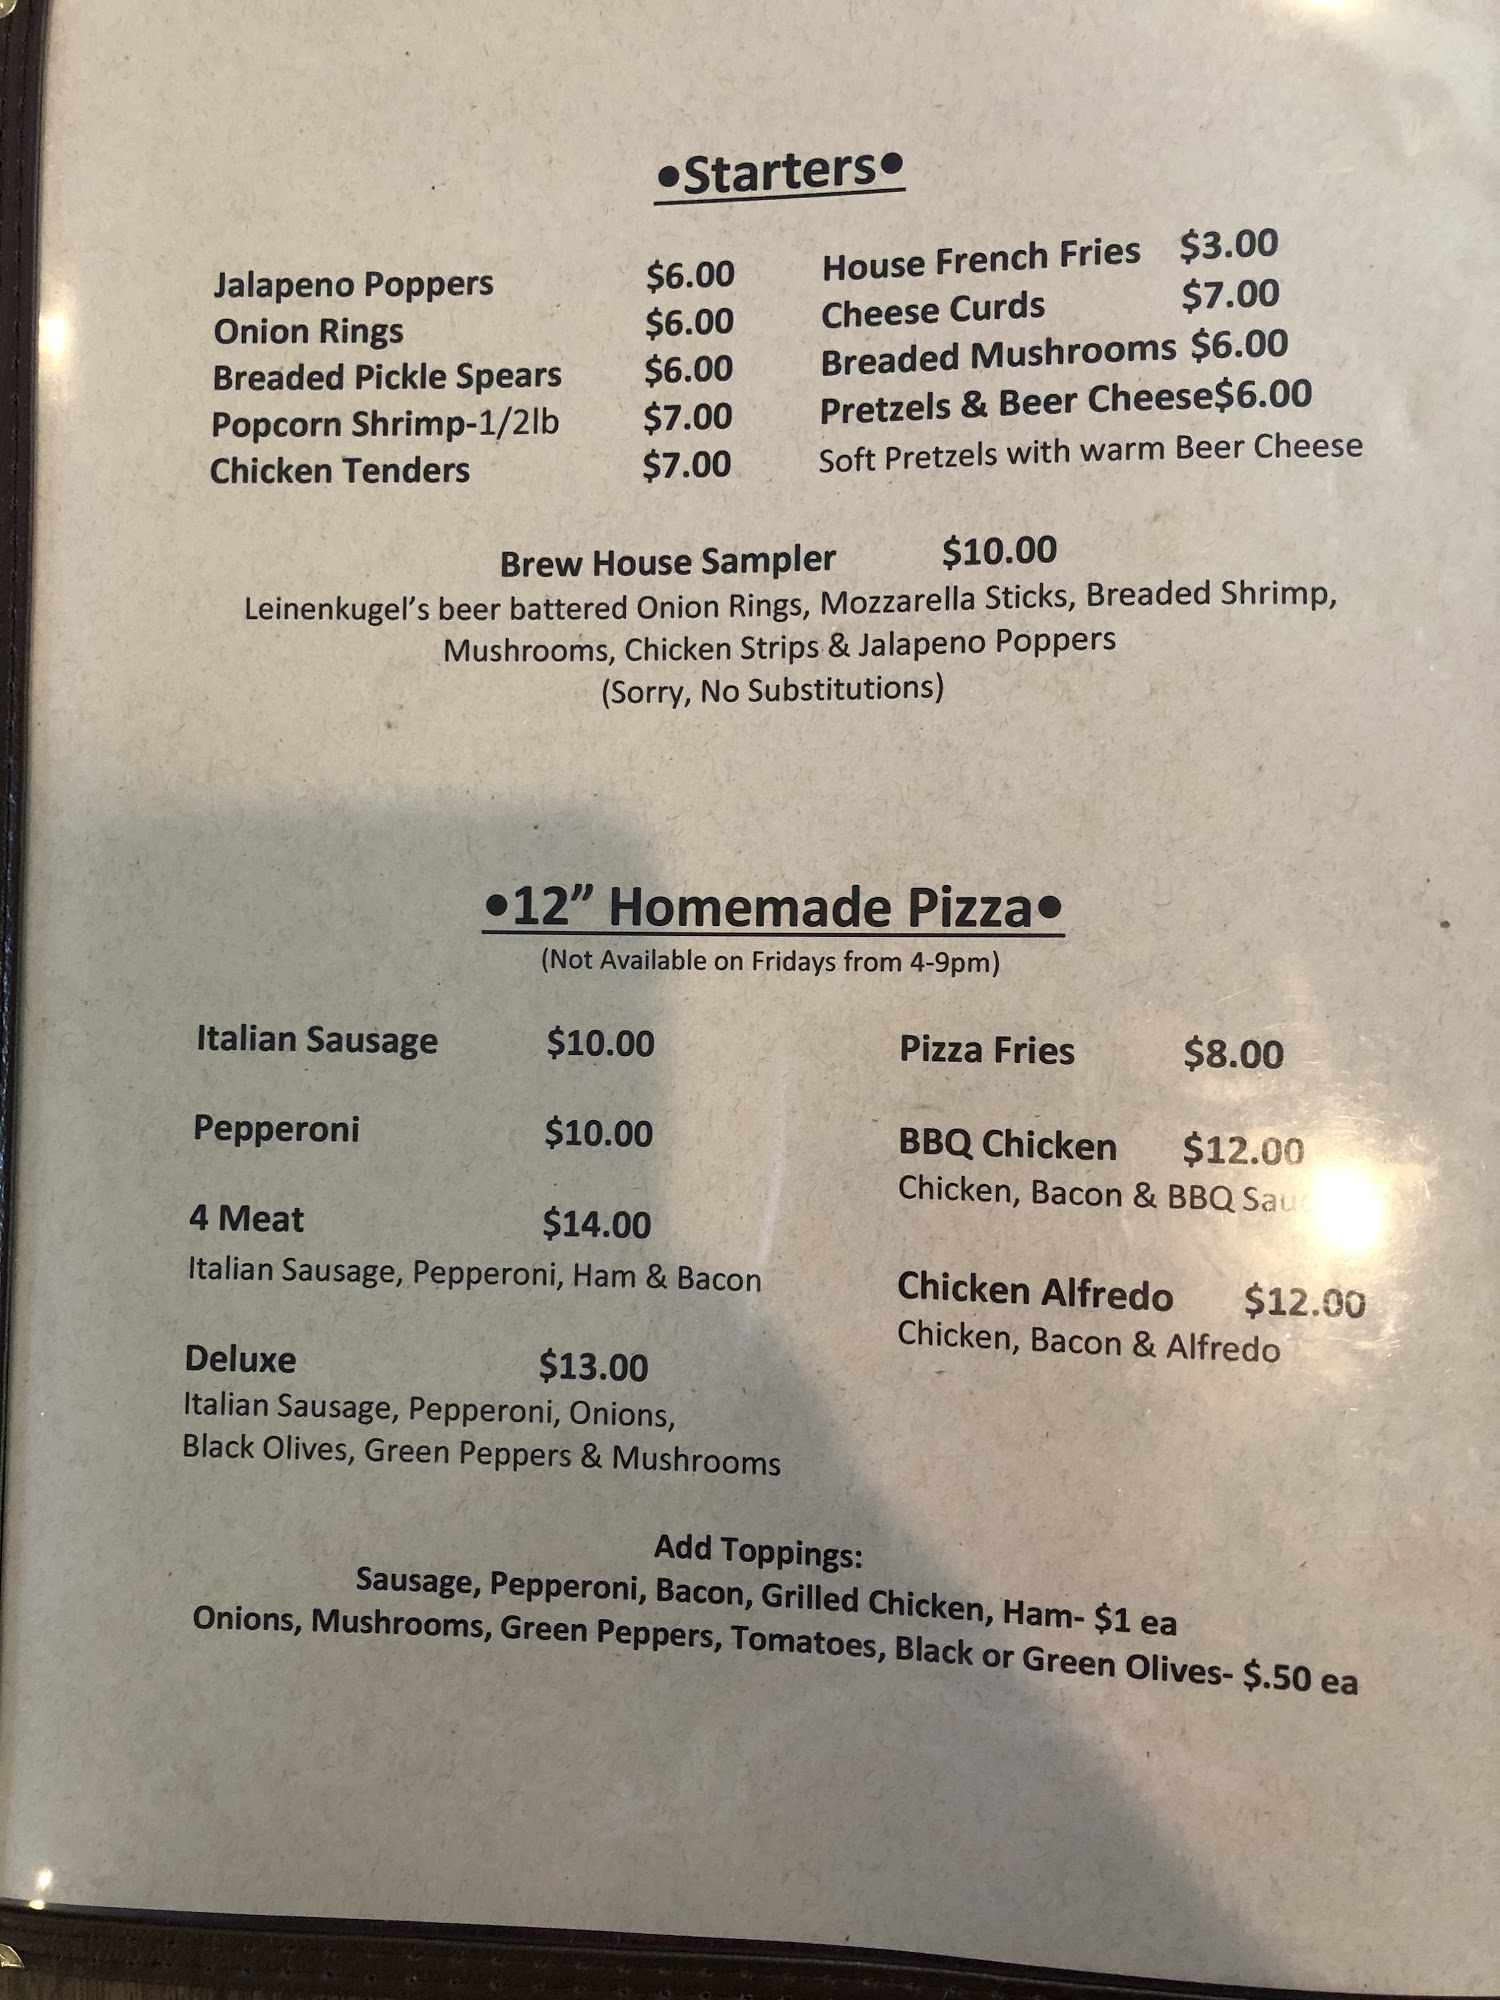 •Starters•
Jalapeno Poppers $6.00
Onion Rings $6.00
Breaded Pickle Spears $6.00
Popcorn Shrimp-1/2lb $7.00
Chicken Tenders $7.00
House French Fries $3.00
Cheese Curds $7.00
Breaded Mushrooms $6.00
Pretzels & Beer Cheese$6.00
Soft Pretzels with warm Beer Cheese
Brew House Sampler $10.00
Leinenkugel's beer battered Onion Rings, Mozzarella Sticks, Breaded Shrimp,
Mushrooms, Chicken Strips & Jalapeno Poppers
(Sorry, No Substitutions)
•12" Homemade Pizza•
(Not Available on Fridays from 4-9pm)
Italian Sausage $10.00
Pepperoni $10.00
4 Meat $14.00
Italian Sausage, Pepperoni, Ham & Bacon
Deluxe $13.00
Italian Sausage, Pepperoni, Onions,
Black Olives, Green Peppers & Mushrooms
Pizza Fries $8.00
BBQ Chicken $12.00
Chicken, Bacon & BBQ
Chicken Alfredo $12.00
Chicken, Bacon & Alfredo
Add Toppings:
Sausage, Pepperoni, Bacon, Grilled Chicken, Ham- $1 ea
Onions, Mushrooms, Green Peppers, Tomatoes, Black or Green Olives- $.50 ea